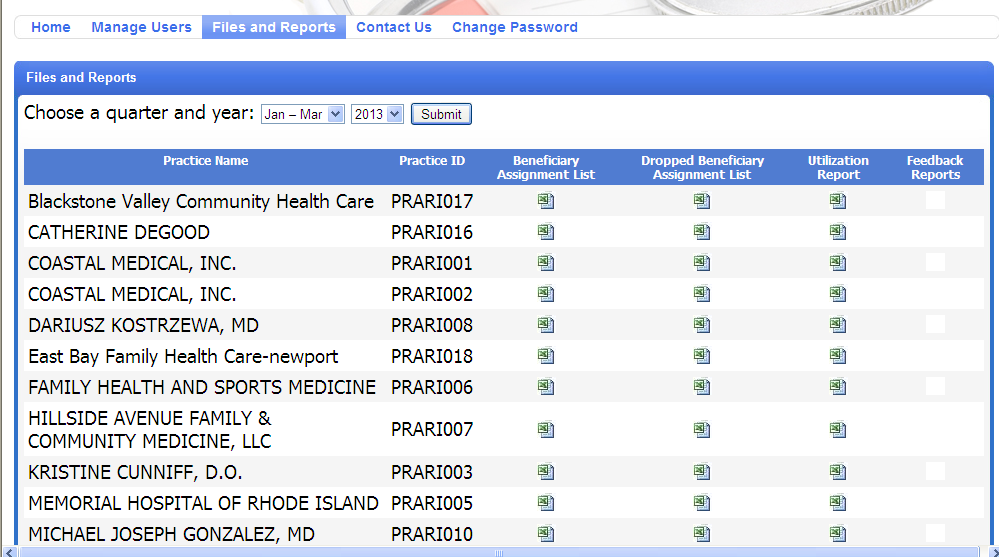 Home Manage Users Files and Reports Contact Us Change Password
Files and Reports
Choose a quarter and year: Jan – Mar 2013 Submit
Practice Name Practice ID Beneficiary Assignment List Dropped Beneficiary Assignment List Utilization Report Feedback Reports
Blackstone Valley Community Health Care PRARI017
CATHERINE DEGOOD PRARI016
COASTAL MEDICAL, INC. PRARI001
COASTAL MEDICAL, INC. PRARI002
DARIUSZ KOSTRZEWA, MD PRARI008
East Bay Family Health Care-newport PRARI018
FAMILY HEALTH AND SPORTS MEDICINE PRARI006
HILLSIDE AVENUE FAMILY &
COMMUNITY MEDICINE, LLC PRARI007
KRISTINE CUNNIFF, D.O. PRARI003
MEMORIAL HOSPITAL OF RHODE ISLAND PRARI005
MICHAEL JOSEPH GONZALEZ, MD PRARI010